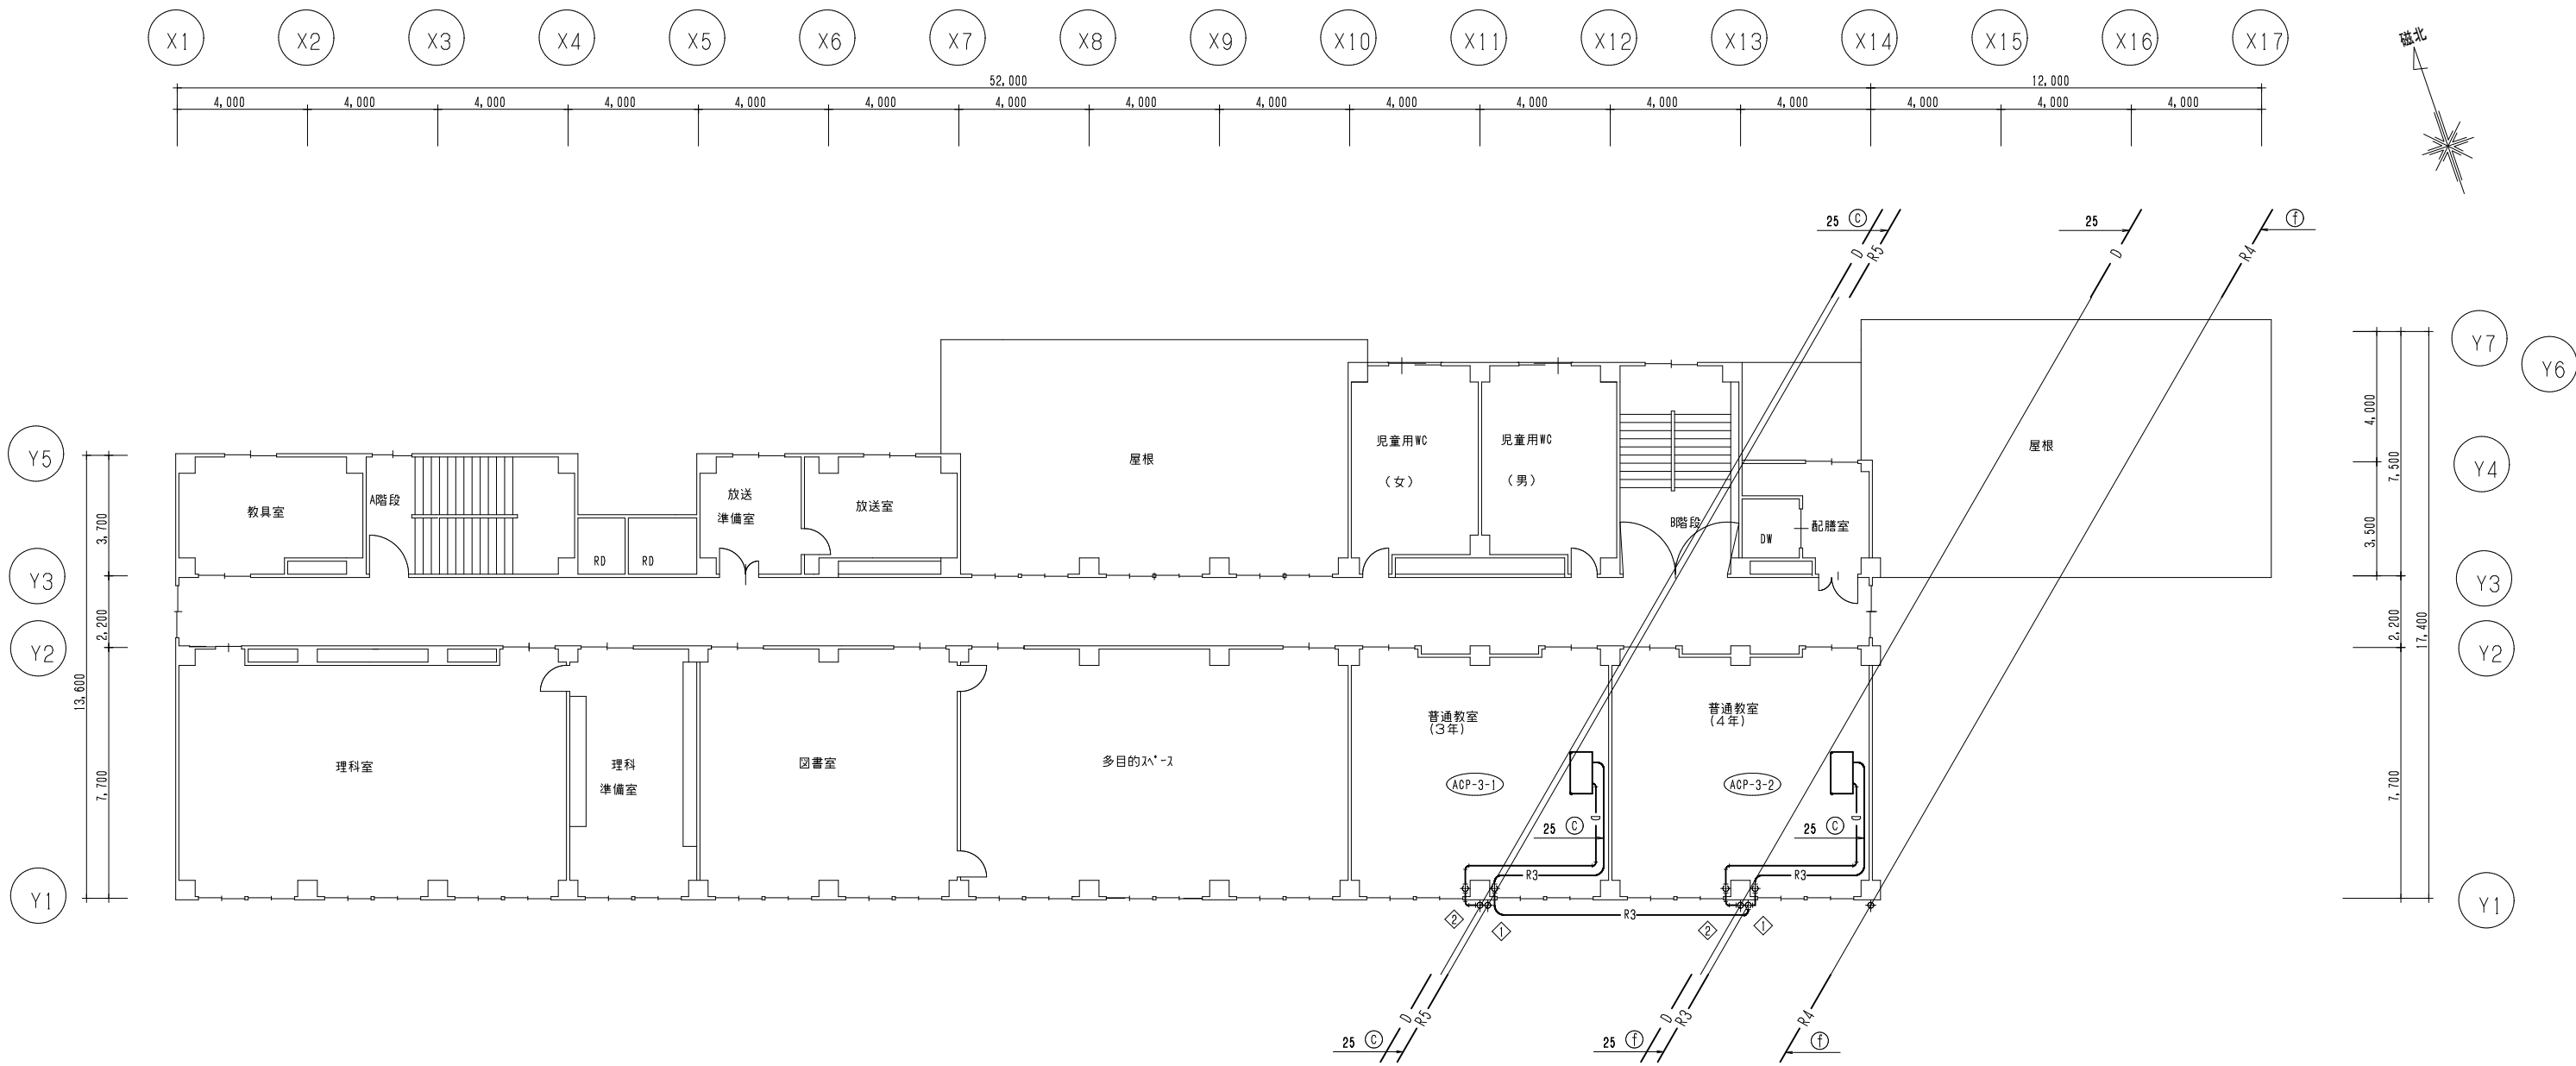 X1 X2 X3 X4 X5 X6 X7 X8 X9 X10 X11 X12 X13 X14 X15 X16 X17
磁北
52,000 12,000
4,000 4,000 4,000 4,000 4,000 4,000 4,000 4,000 4,000 4,000 4,000 4,000 4,000 4,000 4,000 4,000
25 C
D
R5
25
D
R4
f
Y7
Y6
Y5
Y4
Y3
Y3
Y2
Y2
Y1
Y1
3,700
2,200
7,700
13,600
4,000
3,500
7,500
2,200
7,700
17,400
教具室
A階段
RD
RD
放送
準備室
放送室
屋根
児童用WC
(女)
児童用WC
(男)
B階段
DW
配膳室
屋根
理科室
理科
準備室
図書室
多目的ｽﾍﾟｰｽ
普通教室
(3年)
普通教室
(4年)
ACP-3-1
ACP-3-2
D
D
25 C
25 C
R3
R3
R3
2
1
2
1
D
R5
25 C
D
R3
25 f
R4
f